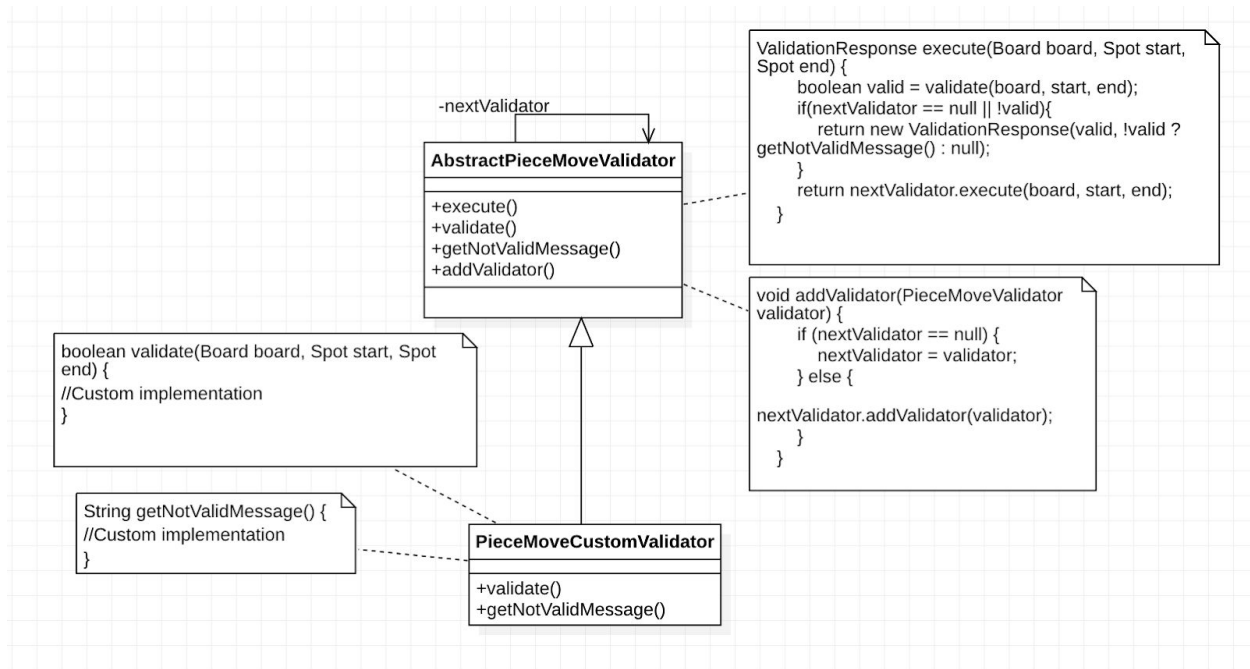 -nextValidator
AbstractPieceMoveValidator
+execute()
+validate()
+getNotValidMessage()
+addValidator()
ValidationResponse execute(Board board, Spot start,
Spot end) {
boolean valid = validate(board, start, end);
if(nextValidator == null || !valid){
return new ValidationResponse(valid, !valid ?
getNotValidMessage() : null);
}
return nextValidator.execute(board, start, end);
}
void addValidator(PieceMoveValidator
validator) {
if (nextValidator == null) {
nextValidator = validator;
} else {
nextValidator.addValidator(validator);
}
}
boolean validate(Board board, Spot start, Spot
end) {
//Custom implementation
}
String getNotValidMessage() {
//Custom implementation
}
PieceMoveCustomValidator
+validate()
+getNotValidMessage()